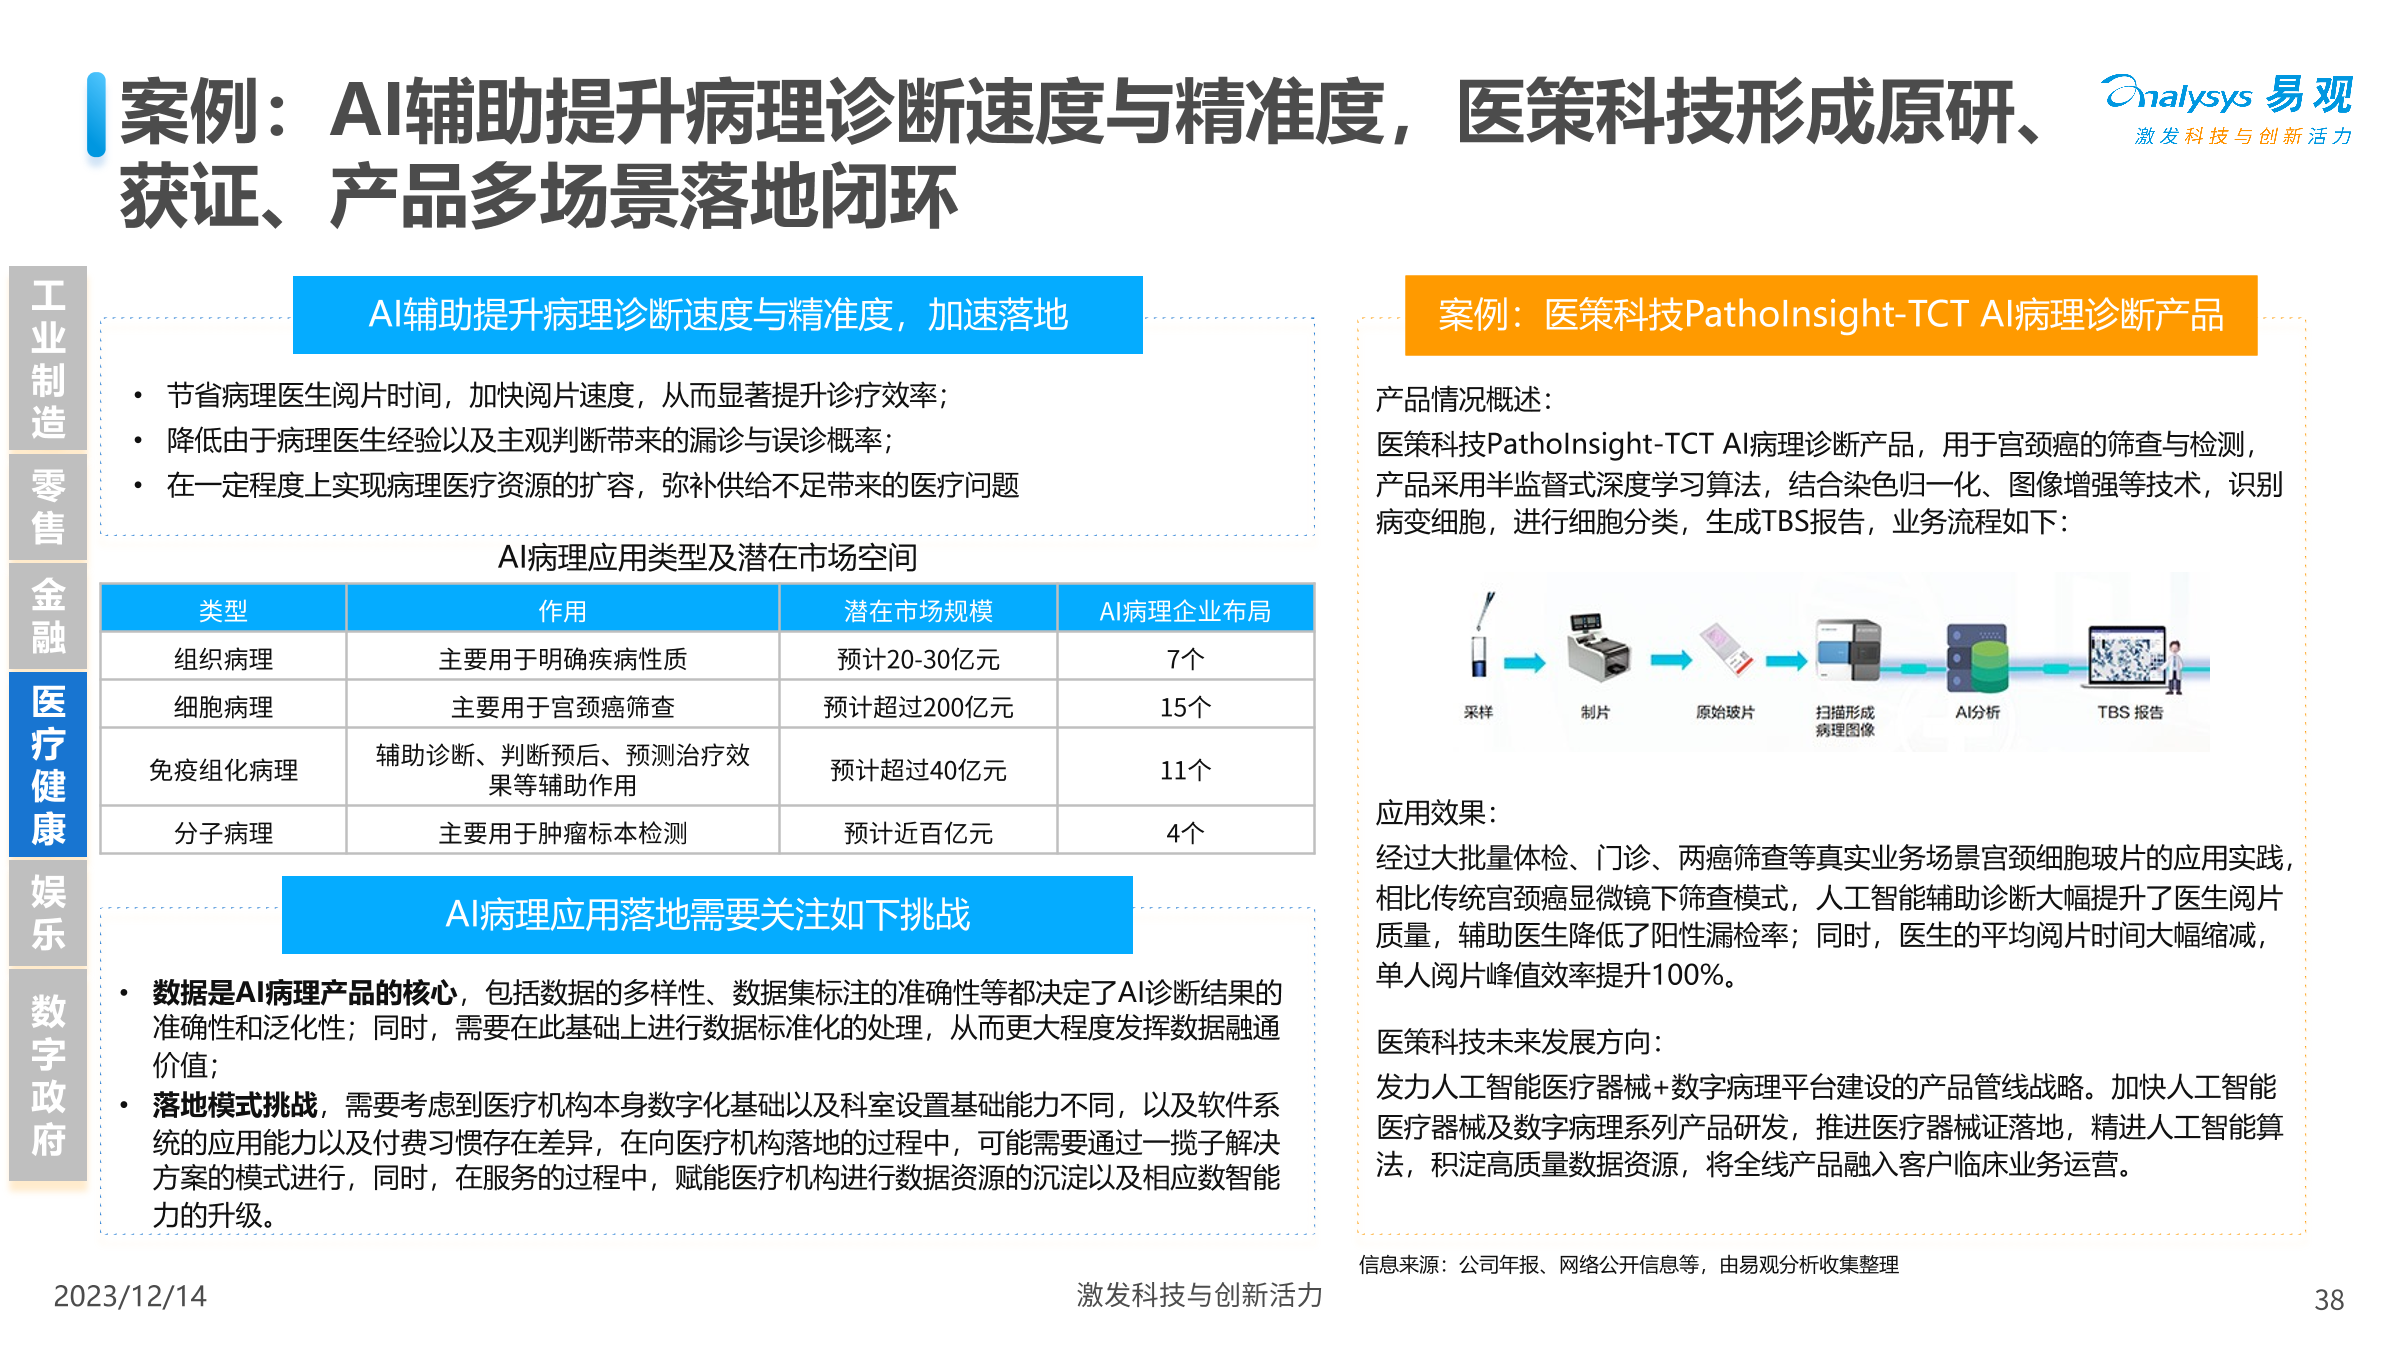 案例：AI辅助提升病理诊断速度与精准度，医策科技形成原研、
获证、产品多场景落地闭环
analysys 易观
激发科技与创新活力
工业制造
零售
金融
医疗健康
娱乐
数字政府
AI辅助提升病理诊断速度与精准度，加速落地
• 节省病理医生阅片时间，加快阅片速度，从而显著提升诊疗效率；
• 降低由于病理医生经验以及主观判断带来的漏诊与误诊概率；
• 在一定程度上实现病理医疗资源的扩容，弥补供给不足带来的医疗问题
AI病理应用类型及潜在市场空间
类型 作用 潜在市场规模 AI病理企业布局
组织病理 主要用于明确疾病性质 预计20-30亿元 7个
细胞病理 主要用于宫颈癌筛查 预计超过200亿元 15个
免疫组化病理 辅助诊断、判断预后、预测治疗效
果等辅助作用 预计超过40亿元 11个
分子病理 主要用于肿瘤标本检测 预计近百亿元 4个
AI病理应用落地需要关注如下挑战
• 数据是AI病理产品的核心，包括数据的多样性、数据集标注的准确性等都决定了AI诊断结果的
准确性和泛化性；同时，需要在此基础上进行数据标准化的处理，从而更大程度发挥数据融通
价值；
• 落地模式挑战，需要考虑到医疗机构本身数字化基础以及科室设置基础能力不同，以及软件系
统的应用能力以及付费习惯存在差异，在向医疗机构落地的过程中，可能需要通过一揽子解决
方案的模式进行，同时，在服务的过程中，赋能医疗机构进行数据资源的沉淀以及相应数智能
力的升级。
案例：医策科技PathoInsight-TCT AI病理诊断产品
产品情况概述：
医策科技PathoInsight-TCT AI病理诊断产品，用于宫颈癌的筛查与检测，
产品采用半监督式深度学习算法，结合染色归一化、图像增强等技术，识别
病变细胞，进行细胞分类，生成TBS报告，业务流程如下：
采样
制片
原始玻片
扫描形成
病理图像
AI分析
TBS 报告
应用效果：
经过大批量体检、门诊、两癌筛查等真实业务场景宫颈细胞玻片的应用实践，
相比传统宫颈癌显微镜下筛查模式，人工智能辅助诊断大幅提升了医生阅片
质量，辅助医生降低了阳性漏检率；同时，医生的平均阅片时间大幅缩减，
单人阅片峰值效率提升100%。
医策科技未来发展方向：
发力人工智能医疗器械+数字病理平台建设的产品管线战略。加快人工智能
医疗器械及数字病理系列产品研发，推进医疗器械证落地，精进人工智能算
法，积淀高质量数据资源，将全线产品融入客户临床业务运营。
信息来源：公司年报、网络公开信息等，由易观分析收集整理
2023/12/14
激发科技与创新活力
38